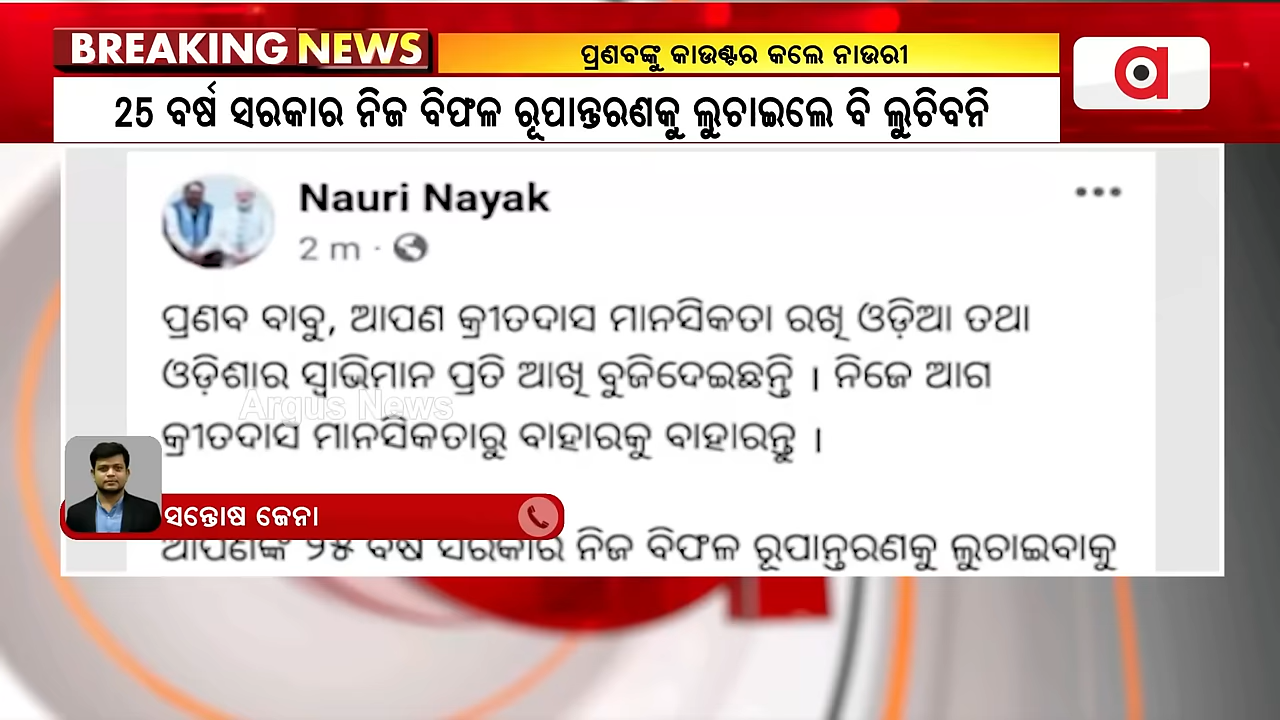 BREAKING NEWS
ପ୍ରଣବଙ୍କୁ କାଉଣ୍ଟର କଲେ ନାଉରୀ
25 ବର୍ଷ ସରକାର ନିଜ ବିଫଳ ରୂପାନ୍ତରଣକୁ ଲୁଚାଇଲେ ବି ଲୁଚିବନି
Nauri Nayak
2 m ·
ପ୍ରଣବ ବାବୁ, ଆପଣ କ୍ରୀତଦାସ ମାନସିକତା ରଖି ଓଡ଼ିଆ ତଥା
ଓଡ଼ିଶାର ସ୍ୱାଭିମାନ ପ୍ରତି ଆଖି ବୁଜିଦେଇଛନ୍ତି । ନିଜେ ଆଗ
Argus News
କ୍ରୀତଦାସ ମାନସିକତାରୁ ବାହାରକୁ ବାହାରନ୍ତୁ ।
ସନ୍ତୋଷ ଜେନା
ଆପଣଙ୍କ ୨୫ ବର୍ଷ ସରକାର ନିଜ ବିଫଳ ରୂପାନ୍ତରଣକୁ ଲୁଚାଇବାକୁ